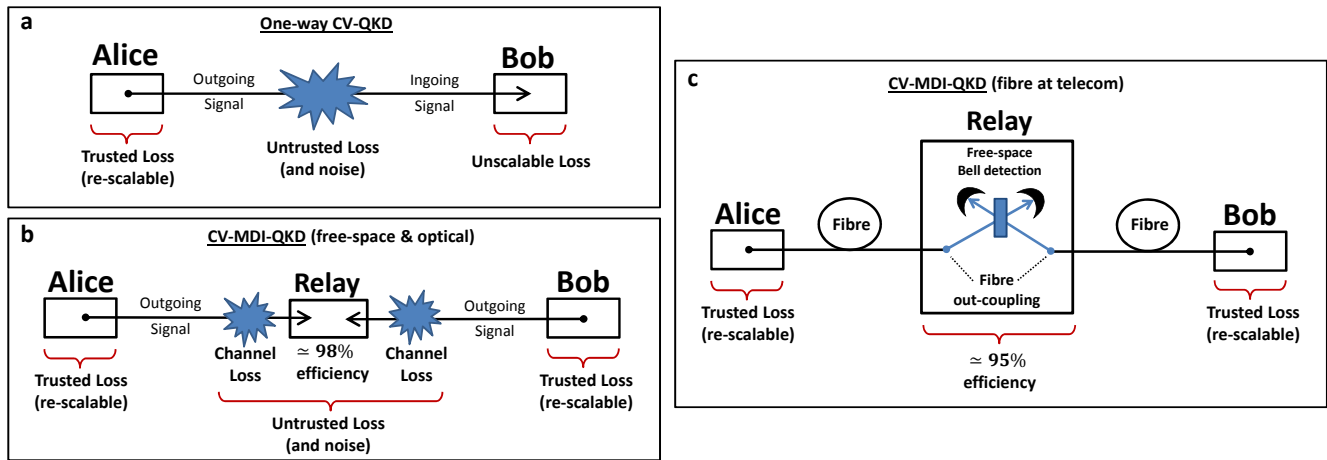 a
One-way CV-QKD
Alice
Bob
Outgoing
Signal
Ingoing
Signal
Trusted Loss
(re-scalable)
Untrusted Loss
(and noise)
Unscalable Loss
b
CV-MDI-QKD (free-space & optical)
Alice
Relay
Bob
Outgoing
Signal
Outgoing
Signal
Channel
Loss
≃ 98%
efficiency
Channel
Loss
Trusted Loss
(re-scalable)
Untrusted Loss
(and noise)
Trusted Loss
(re-scalable)
c
CV-MDI-QKD (fibre at telecom)
Relay
Free-space
Bell detection
Alice
Bob
Fibre
Fibre
Fibre
out-coupling
Trusted Loss
(re-scalable)
Trusted Loss
(re-scalable)
≃ 95%
efficiency